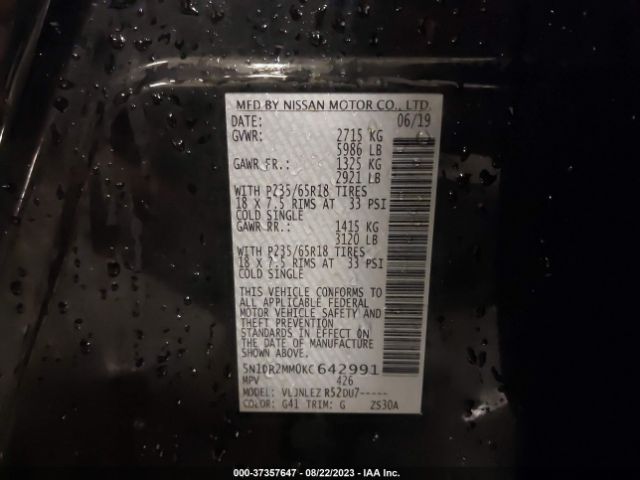 MFD BY NISSAN MOTOR CO., LTD.
DATE: 06/19
GVWR: 2715 KG
5986 LB
GAWR FR.: 1325 KG
2921 LB
WITH P235/65R18 TIRES
18 X 7.5 RIMS AT 33 PSI
COLD SINGLE
GAWR RR.: 1415 KG
3120 LB
WITH P235/65R18 TIRES
18 X 7.5 RIMS AT 33 PSI
COLD SINGLE
THIS VEHICLE CONFORMS TO
ALL APPLICABLE FEDERAL
MOTOR VEHICLE SAFETY AND
THEFT PREVENTION
STANDARDS IN EFFECT ON
THE DATE OF MANUFACTURE
SHOWN ABOVE.
5N1DR2MM0KC642991
MPV 426
MODEL: VLJNLEZ R52DU7-----
COLOR: G41 TRIM: G ZS30A
000-37357647 - 08/22/2023 - IAA Inc.